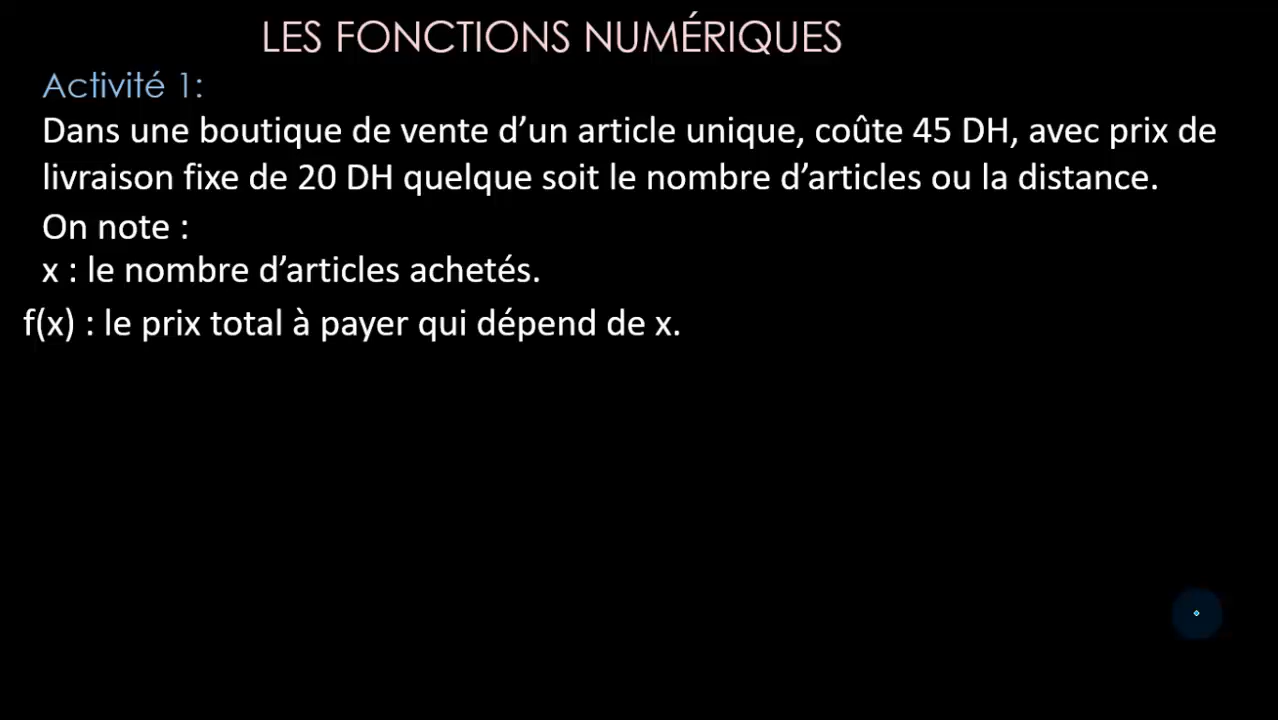 LES FONCTIONS NUMÉRIQUES
Activité 1:
Dans une boutique de vente d’un article unique, coûte 45 DH, avec prix de
livraison fixe de 20 DH quelque soit le nombre d’articles ou la distance.
On note :
x : le nombre d’articles achetés.
f(x) : le prix total à payer qui dépend de x.